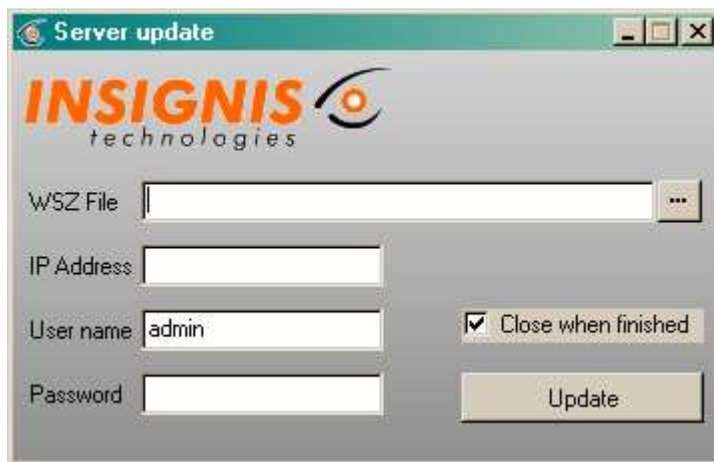 Server update
INSIGNIS
technologies
WSZ File
...
IP Address
User name admin
Close when finished
Password
Update